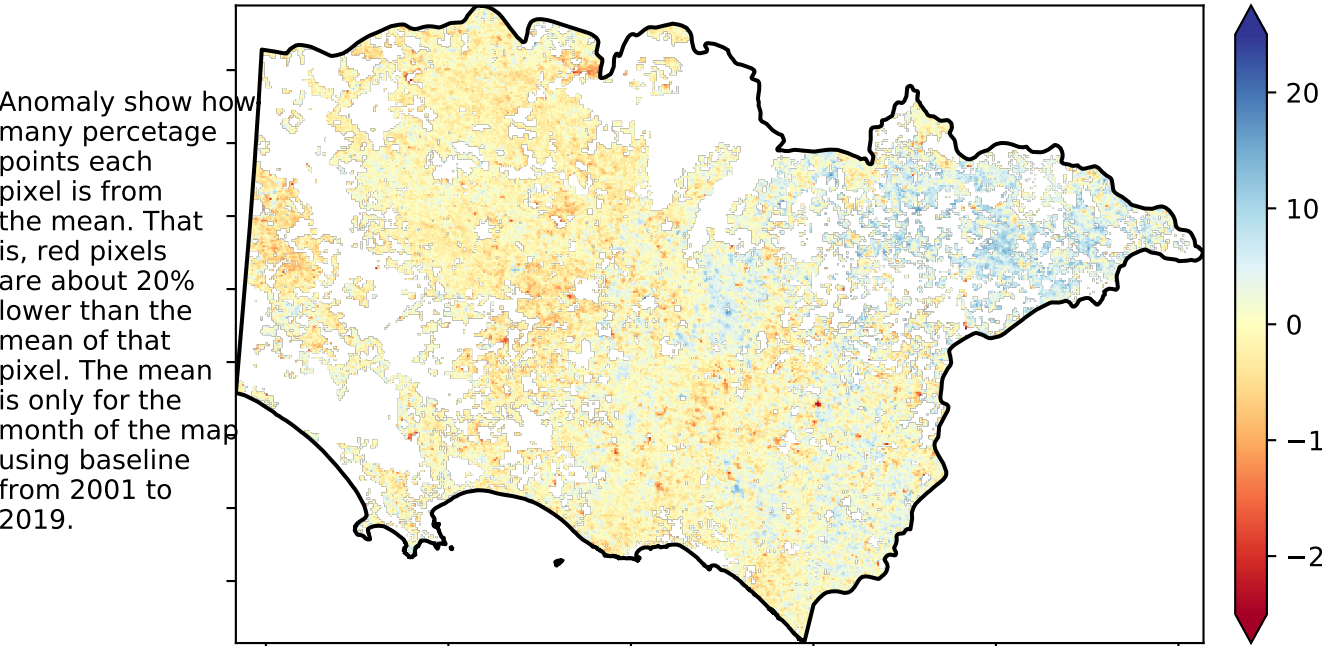 Anomaly show how
many percetage
points each
pixel is from
the mean. That
is, red pixels
are about 20%
lower than the
mean of that
pixel. The mean
is only for the
month of the map
using baseline
from 2001 to
2019.
20
10
0
−1
−2